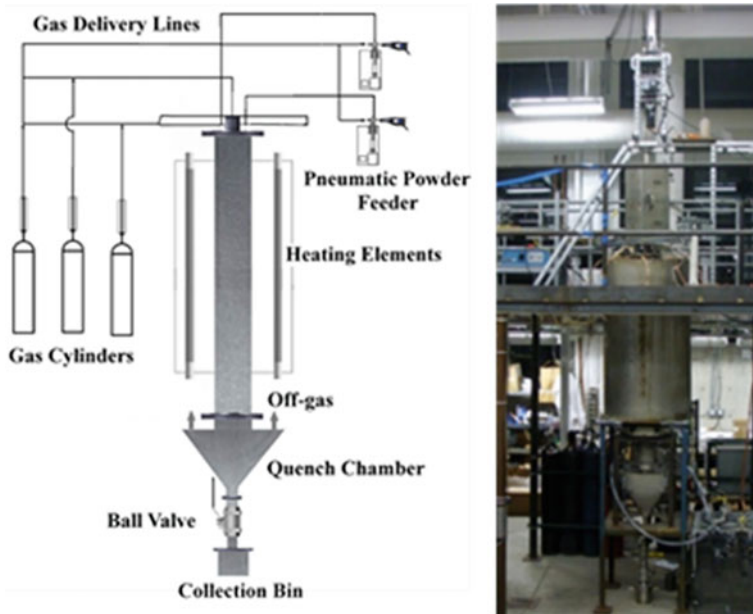 Gas Delivery Lines
Pneumatic Powder
Feeder
Heating Elements
Gas Cylinders
Off-gas
Quench Chamber
Ball Valve
Collection Bin